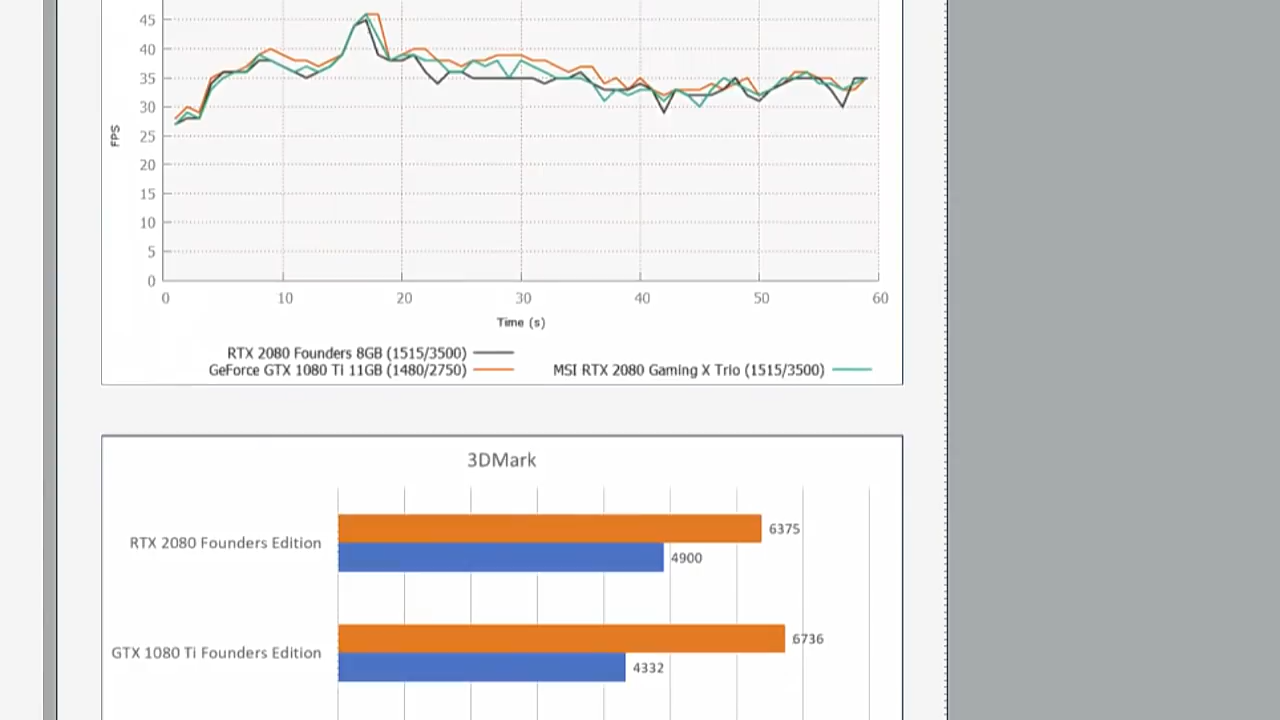 45
40
35
30
25
20
15
10
5
0
FPS
0 10 20 30 40 50 60
Time (s)
RTX 2080 Founders 8GB (1515/3500)
GeForce GTX 1080 Ti 11GB (1480/2750) MSI RTX 2080 Gaming X Trio (1515/3500)
3DMark
RTX 2080 Founders Edition
6375
4900
GTX 1080 Ti Founders Edition
6736
4332